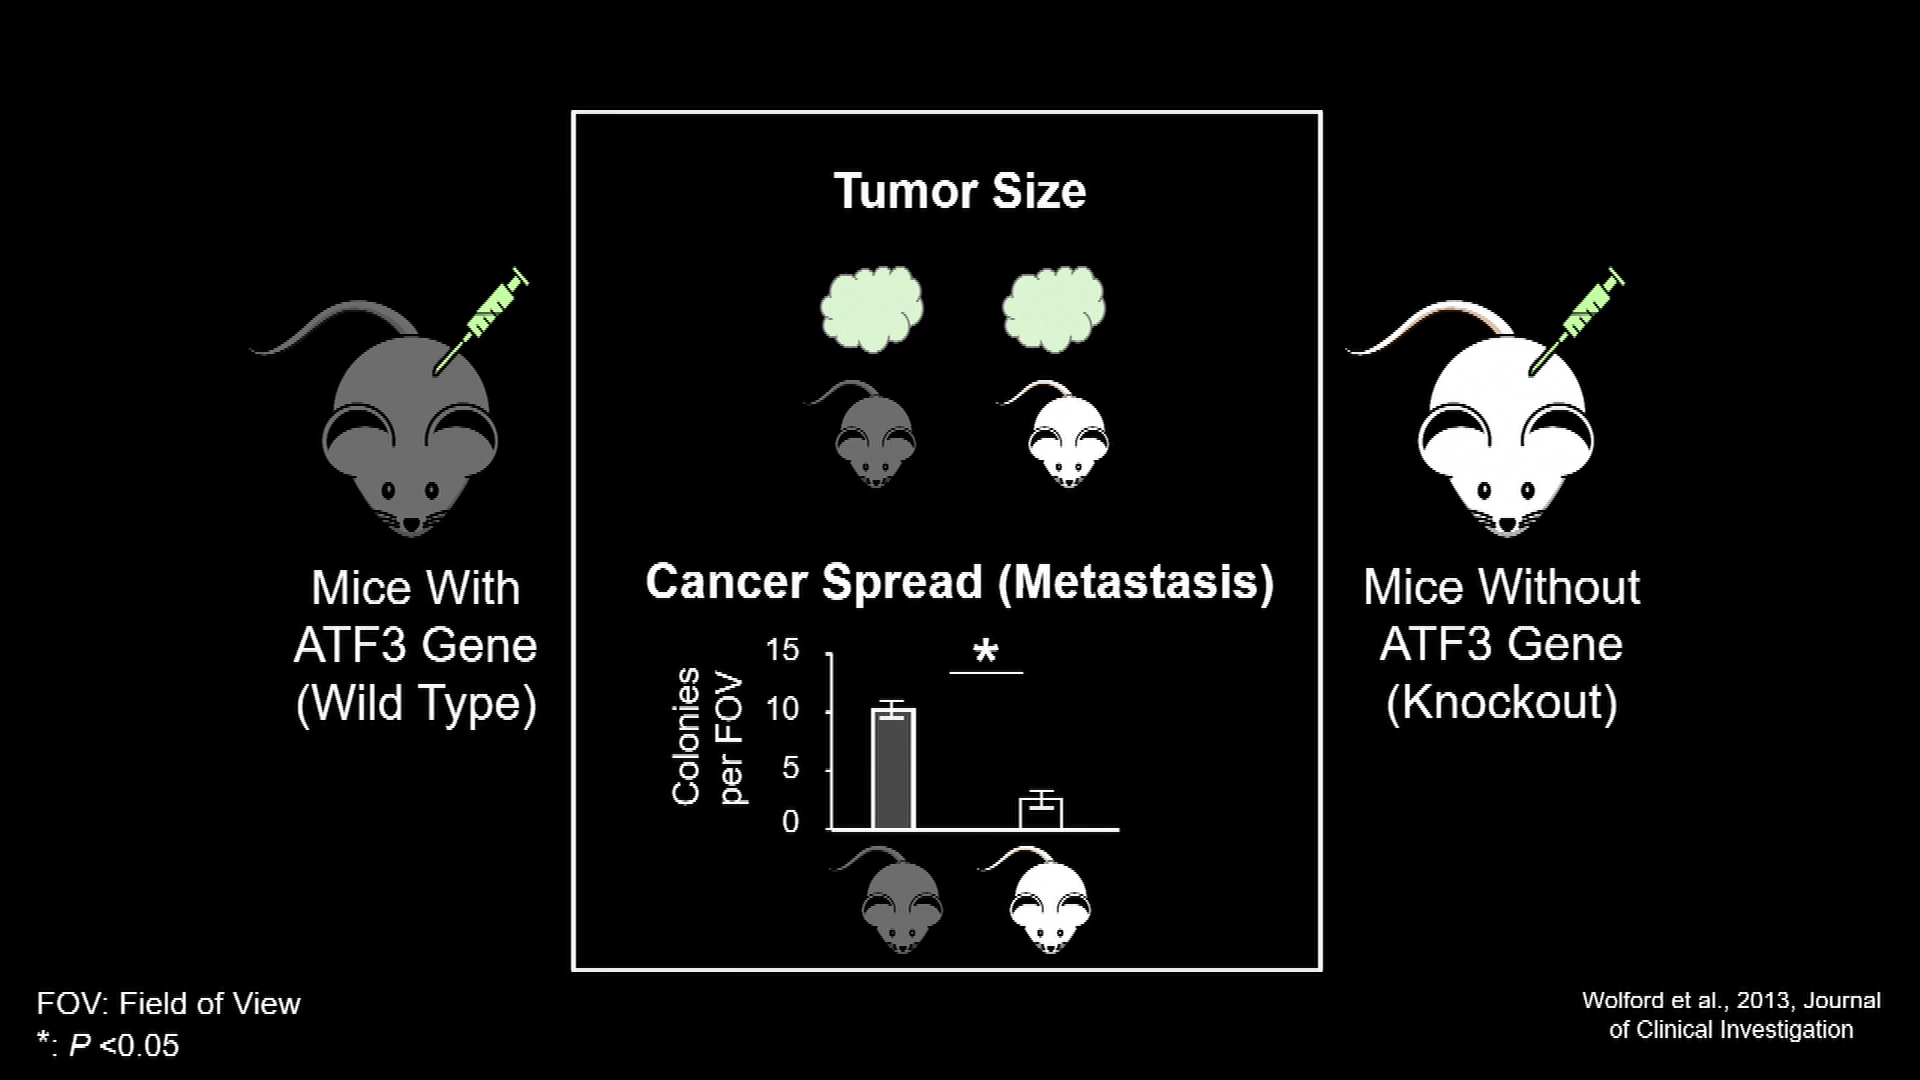 Tumor Size
Mice With
ATF3 Gene
(Wild Type)
Mice Without
ATF3 Gene
(Knockout)
Cancer Spread (Metastasis)
Colonies
per FOV
15
10
5
0
*
FOV: Field of View
*: P <0.05
Wolford et al., 2013, Journal
of Clinical Investigation